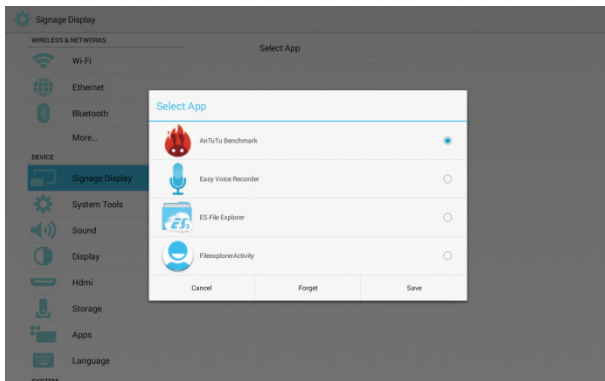 Signage Display
WIRELESS & NETWORKS
Select App
Wi-Fi
Ethernet
Bluetooth
More...
DEVICE
Signage Display
System Tools
Sound
Display
Hdmi
Storage
Apps
Language
SYSTEM
Select App
AnTuTu Benchmark
Easy Voice Recorder
ES File Explorer
FileexplorerActivity
Cancel Forget Save